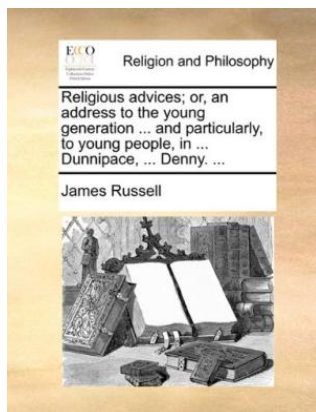 ECCO
Religion and Philosophy
Religious advices; or, an
address to the young
generation ... and particularly,
to young people, in ...
Dunnipace, ... Denny. ...
James Russell